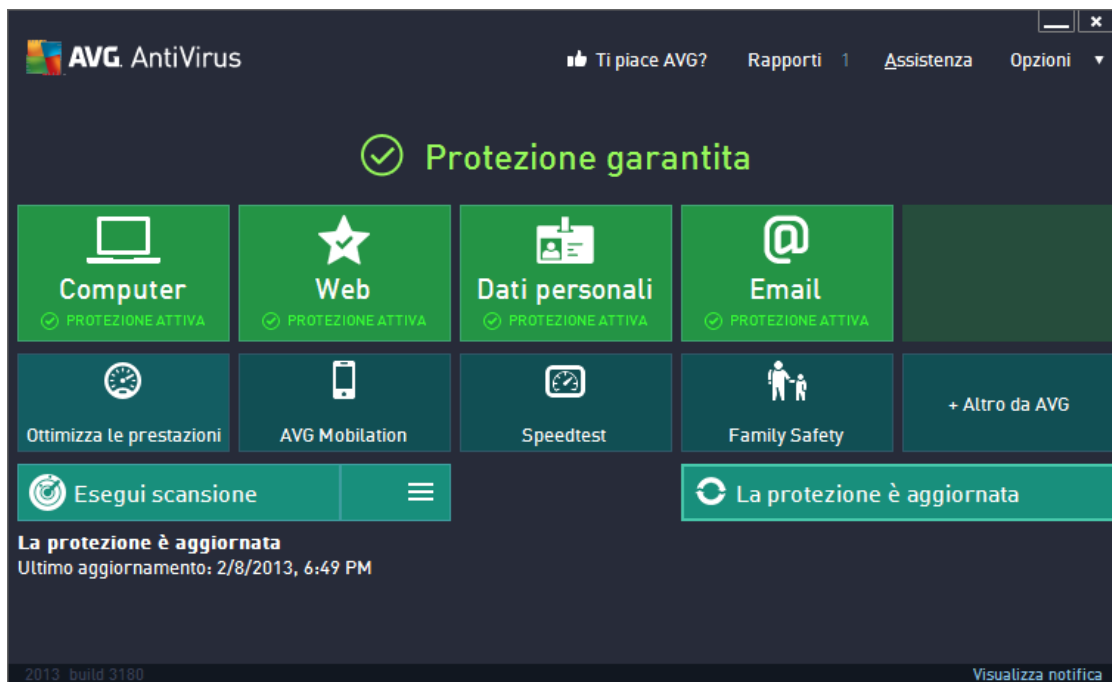 AVG. AntiVirus
Ti piace AVG? Rapporti 1 Assistenza Opzioni
Protezione garantita
Computer Web Dati personali Email
PROTEZIONE ATTIVA PROTEZIONE ATTIVA PROTEZIONE ATTIVA PROTEZIONE ATTIVA
Ottimizza le prestazioni AVG Mobilation Speedtest Family Safety + Altro da AVG
Esegui scansione La protezione è aggiornata
La protezione è aggiornata
Ultimo aggiornamento: 2/8/2013, 6:49 PM
2013 build 3180 Visualizza notifica